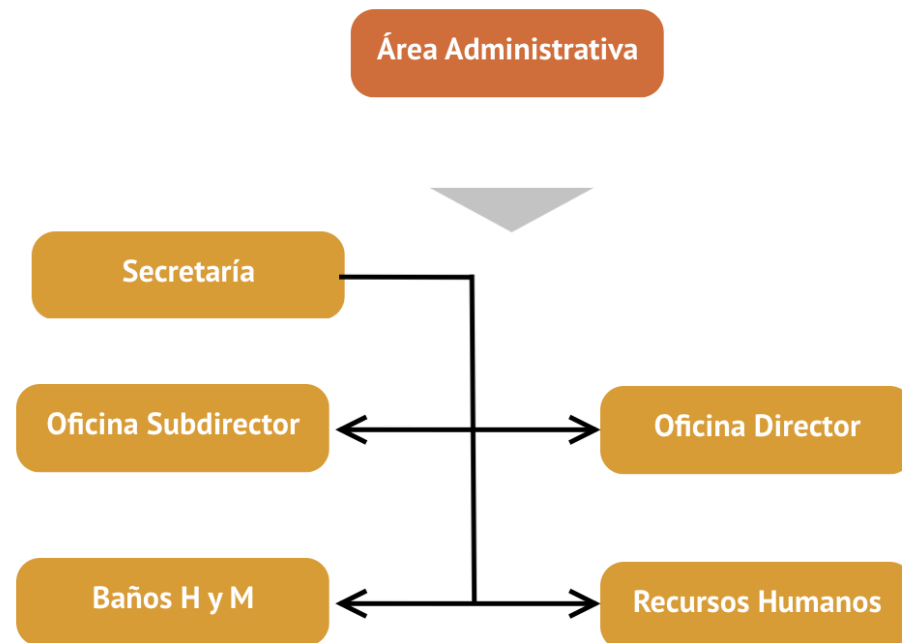 Área Administrativa
Secretaría
Oficina Subdirector
Oficina Director
Baños H y M
Recursos Humanos